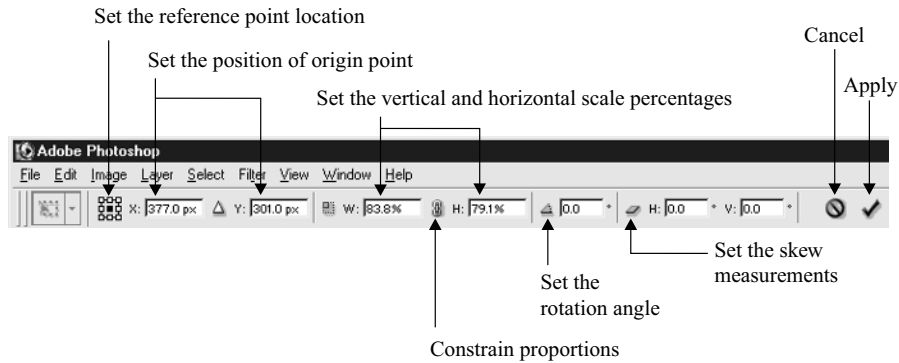 Set the reference point location
Cancel
Set the position of origin point
Apply
Set the vertical and horizontal scale percentages
Adobe Photoshop
File Edit Image Layer Select Filter View Window Help
X: 377.0 px Y: 301.0 px W: 83.8% H: 79.1% 0.0 ° H: 0.0 ° V: 0.0 °
Set the skew
measurements
Set the
rotation angle
Constrain proportions